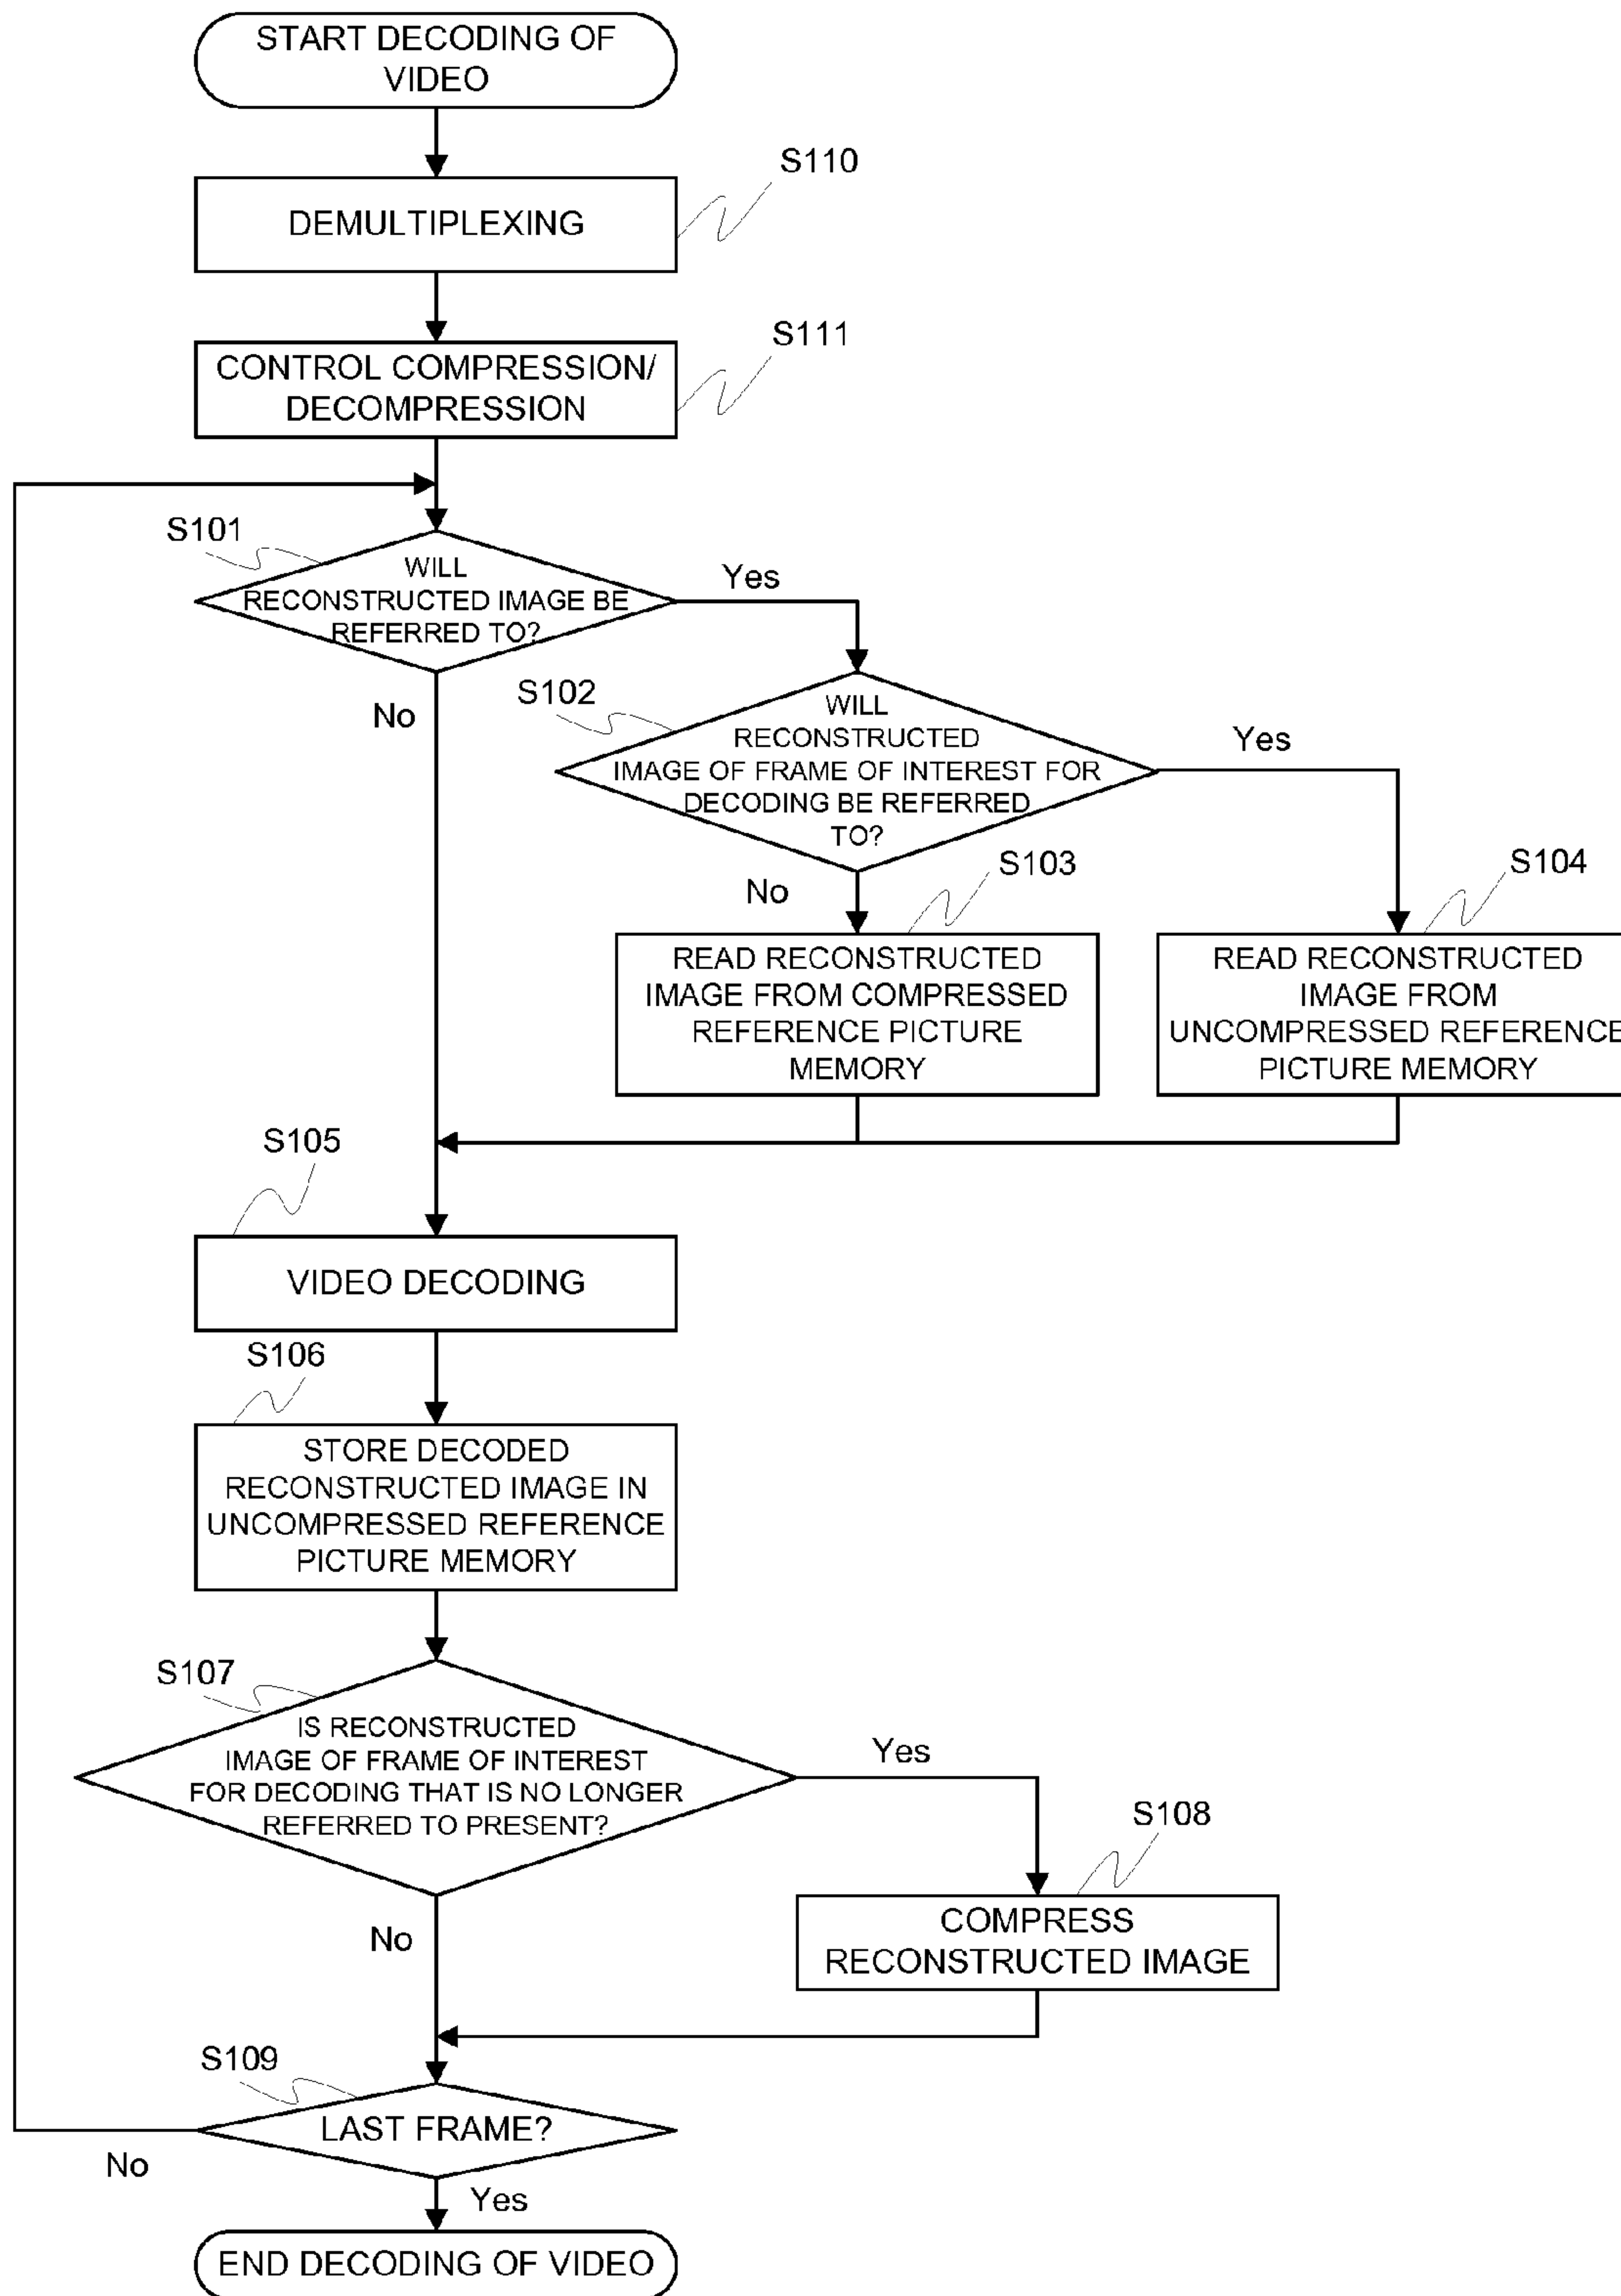 START DECODING OF
VIDEO
S110
DEMULTIPLEXING
S111
CONTROL COMPRESSION/
DECOMPRESSION
S101
WILL
RECONSTRUCTED IMAGE BE
REFERRED TO?
Yes
No
S102
WILL
RECONSTRUCTED
IMAGE OF FRAME OF INTEREST FOR
DECODING BE REFERRED
TO?
Yes
No
S103
READ RECONSTRUCTED
IMAGE FROM COMPRESSED
REFERENCE PICTURE
MEMORY
S104
READ RECONSTRUCTED
IMAGE FROM
UNCOMPRESSED REFERENCE
PICTURE MEMORY
S105
VIDEO DECODING
S106
STORE DECODED
RECONSTRUCTED IMAGE IN
UNCOMPRESSED REFERENCE
PICTURE MEMORY
S107
IS RECONSTRUCTED
IMAGE OF FRAME OF INTEREST
FOR DECODING THAT IS NO LONGER
REFERRED TO PRESENT?
Yes
No
S108
COMPRESS
RECONSTRUCTED IMAGE
S109
LAST FRAME?
No
Yes
END DECODING OF VIDEO